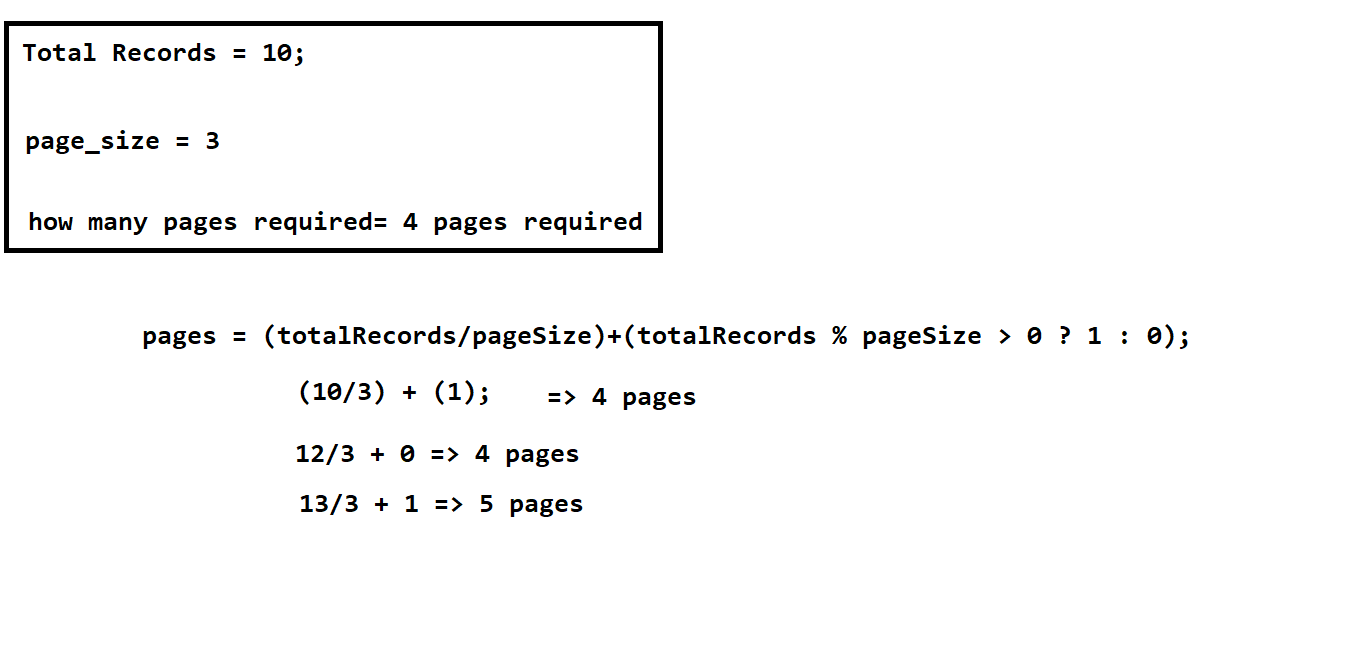 Total Records = 10;
page_size = 3
how many pages required= 4 pages required
pages = (totalRecords/pageSize)+(totalRecords % pageSize > 0 ? 1 : 0);
(10/3) + (1); => 4 pages
12/3 + 0 => 4 pages
13/3 + 1 => 5 pages